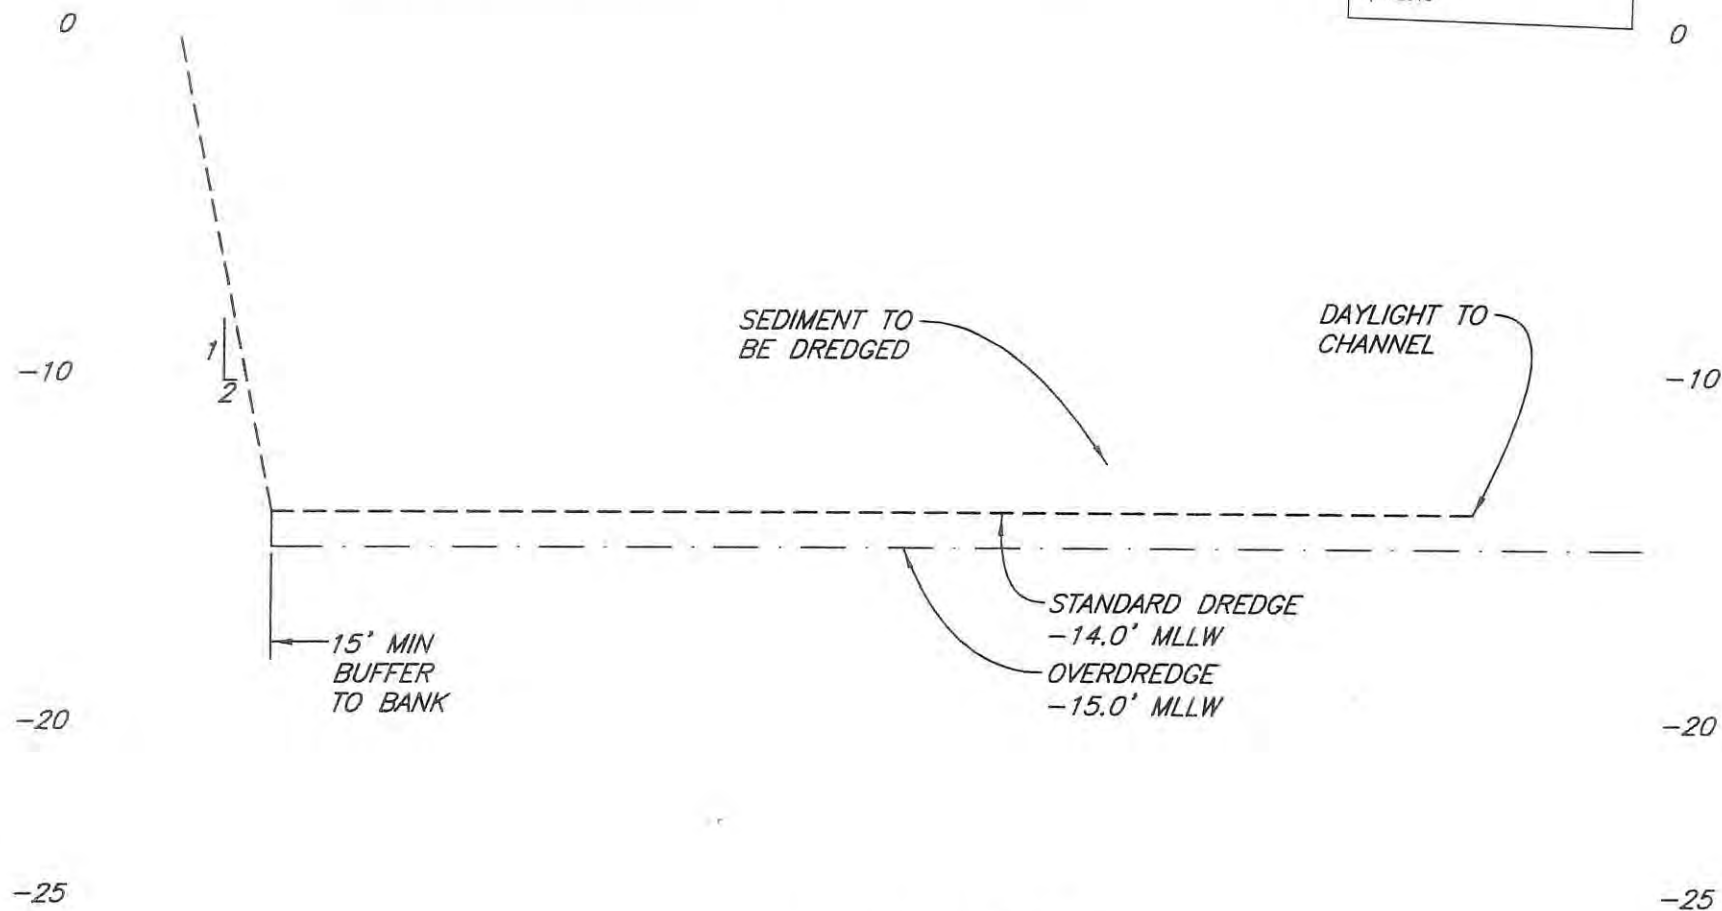 0
0
SEDIMENT TO
BE DREDGED
DAYLIGHT TO
CHANNEL
1
2
-10
-10
STANDARD DREDGE
-14.0' MLLW
15' MIN
BUFFER
TO BANK
OVERDREDGE
-15.0' MLLW
-20
-20
-25
-25